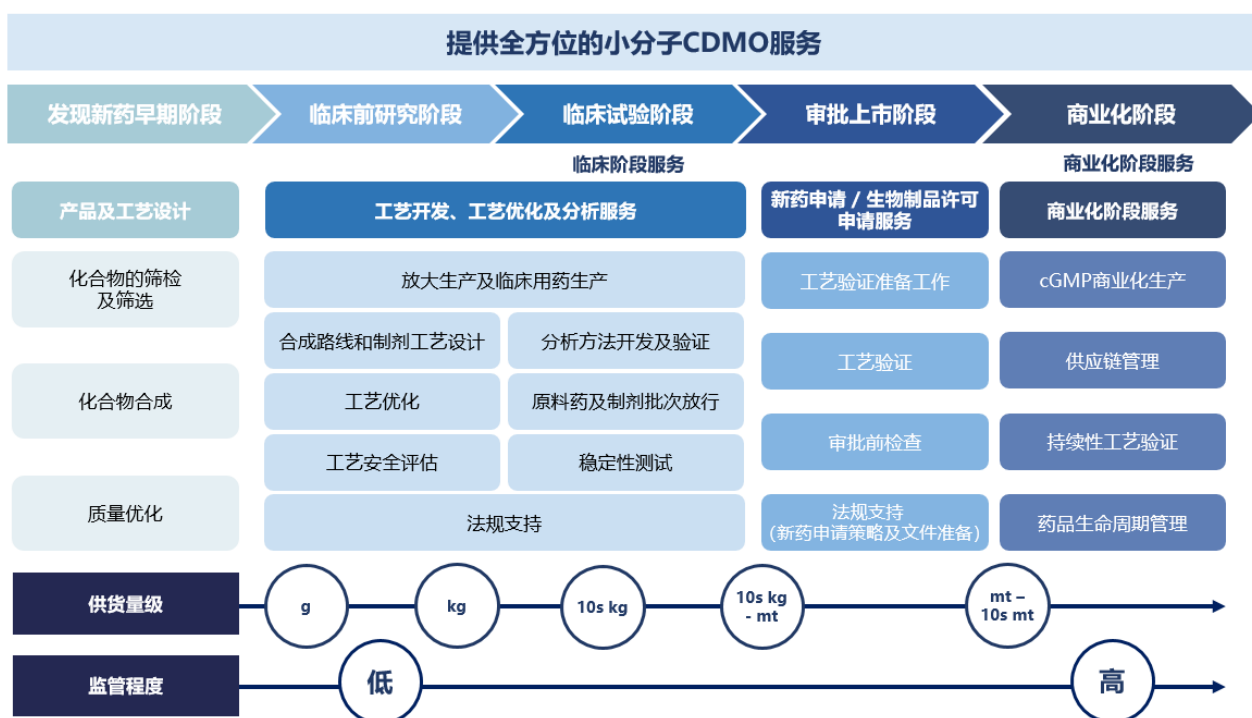 提供全方位的小分子CDMO服务
发现新药早期阶段
临床前研究阶段
临床试验阶段
审批上市阶段
商业化阶段
临床阶段服务
商业化阶段服务
产品及工艺设计
工艺开发、工艺优化及分析服务
新药申请 / 生物制品许可
申请服务
商业化阶段服务
化合物的筛检
及筛选
化合物合成
质量优化
放大生产及临床用药生产
合成路线和制剂工艺设计
分析方法开发及验证
工艺优化
原料药及制剂批次放行
工艺安全评估
稳定性测试
法规支持
工艺验证准备工作
工艺验证
审批前检查
法规支持
(新药申请策略及文件准备)
cGMP商业化生产
供应链管理
持续性工艺验证
药品生命周期管理
供货量级
g
kg
10s kg
10s kg
- mt
mt –
10s mt
监管程度
低
高